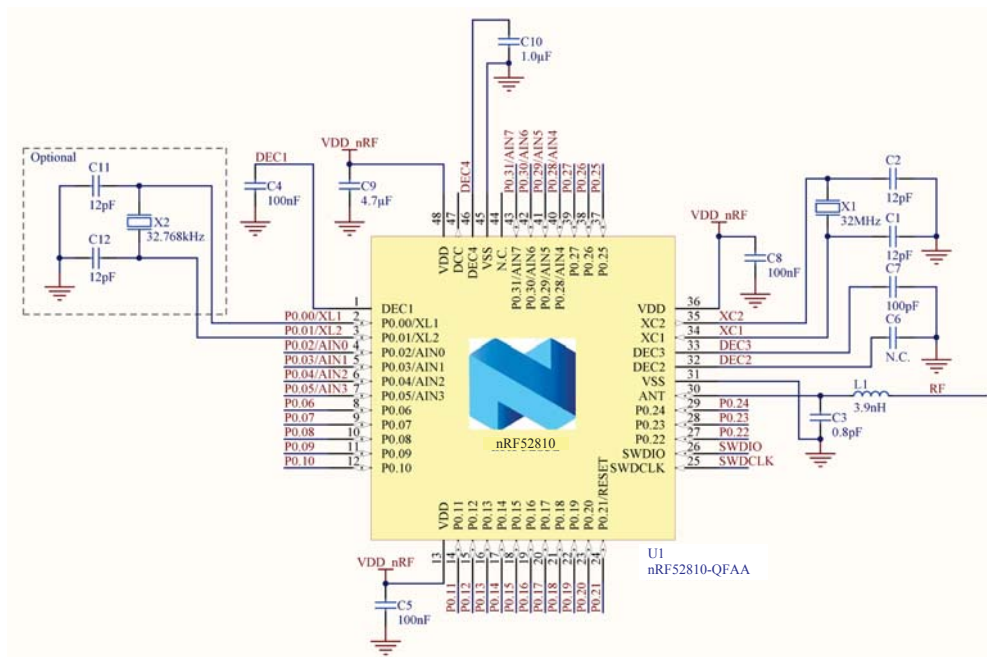 C10
1.0µF
VDD_nRF
DEC1
C4
100nF
C9
4.7µF
DEC4
P0.31/AIN7
P0.30/AIN6
P0.29/AIN5
P0.28/AIN4
P0.27
P0.26
P0.25
Optional
C11
12pF
X2
32.768kHz
C12
12pF
C2
12pF
X1
32MHz
C1
12pF
VDD_nRF
C8
100nF
C7
100pF
C6
N.C.
48
47
46
45
44
43
42
41
40
39
38
37
VDD
DCC
DEC4
VSS
N.C.
P0.31/AIN7
P0.30/AIN6
P0.29/AIN5
P0.28/AIN4
P0.27
P0.26
P0.25
1 DEC1
P0.00/XL1 2 P0.00/XL1
P0.01/XL2 3 P0.01/XL2
P0.02/AIN0 4 P0.02/AIN0
P0.03/AIN1 5 P0.03/AIN1
P0.04/AIN2 6 P0.04/AIN2
P0.05/AIN3 7 P0.05/AIN3
P0.06 8 P0.06
P0.07 9 P0.07
P0.08 10 P0.08
P0.09 11 P0.09
P0.10 12 P0.10
VDD 36
XC2 35 XC2
XC1 34 XC1
DEC3 33 DEC3
DEC2 32 DEC2
VSS 31
ANT 30
P0.24 29 P0.24
P0.23 28 P0.23
P0.22 27 P0.22
SWDIO 26 SWDIO
SWDCLK 25 SWDCLK
L1
3.9nH
RF
C3
0.8pF
nRF52810
VDD
P0.11
P0.12
P0.13
P0.14
P0.15
P0.16
P0.17
P0.18
P0.19
P0.20
P0.21/RESET
13
14
15
16
17
18
19
20
21
22
23
24
P0.11
P0.12
P0.13
P0.14
P0.15
P0.16
P0.17
P0.18
P0.19
P0.20
P0.21
VDD_nRF
C5
100nF
U1
nRF52810-QFAA